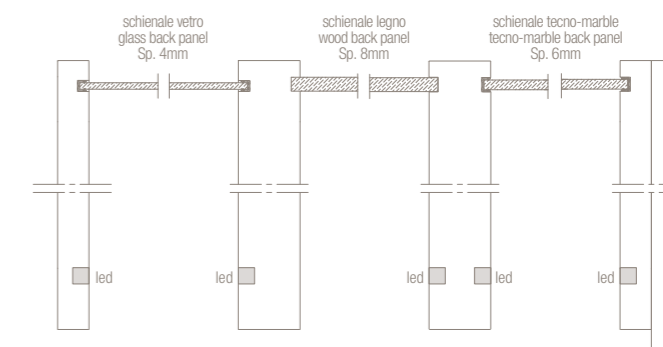 schienale vetro
glass back panel
Sp. 4mm
schienale legno
wood back panel
Sp. 8mm
schienale tecno-marble
tecno-marble back panel
Sp. 6mm
led
led
led
led
led